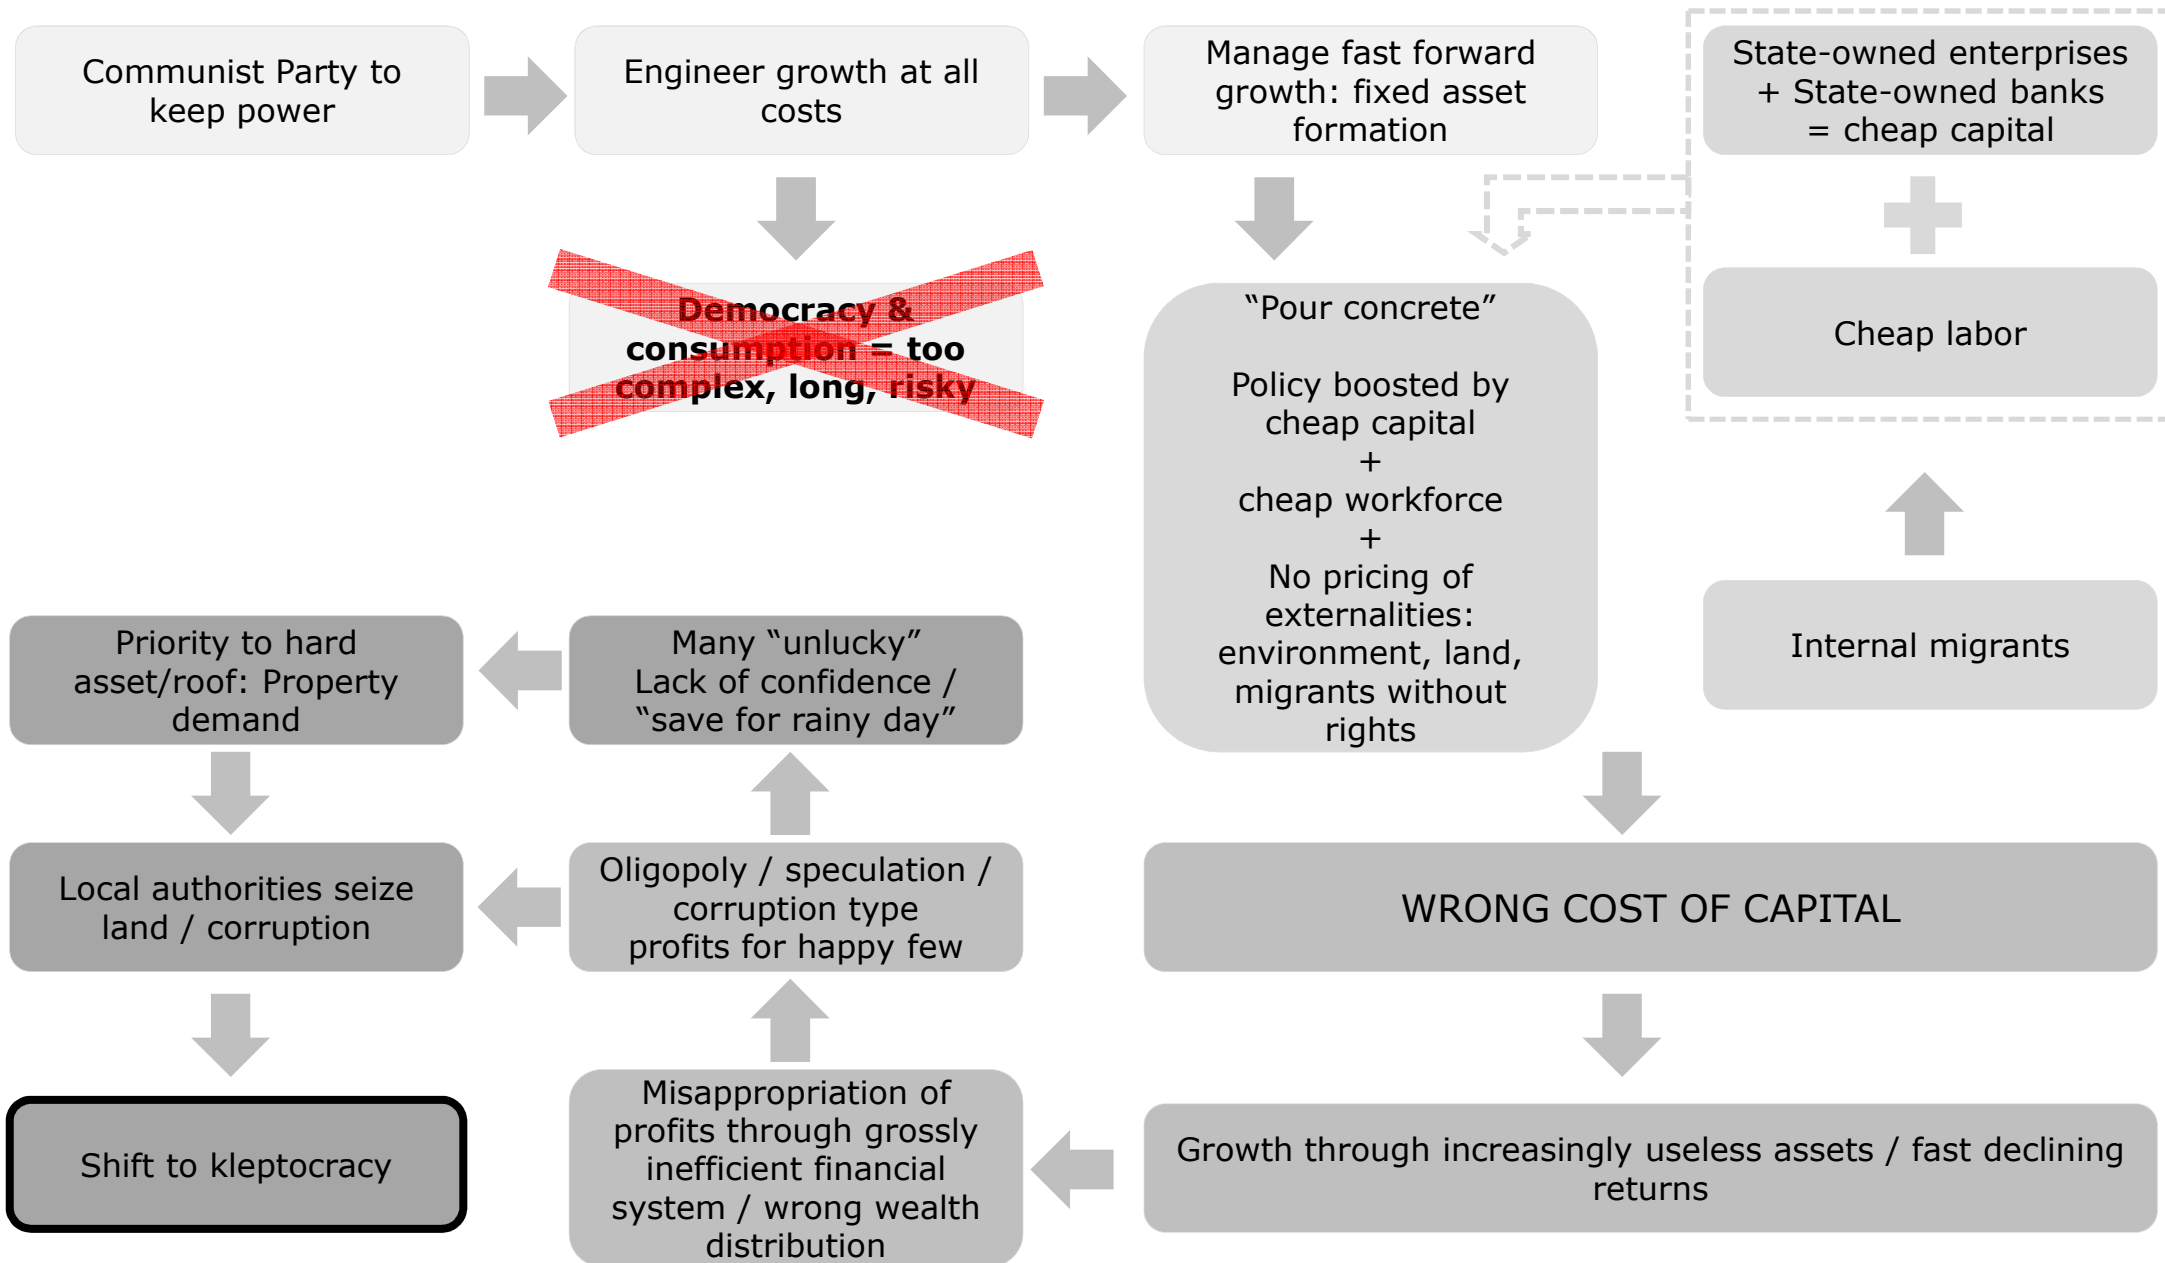 Communist Party to
keep power
Engineer growth at all
costs
Manage fast forward
growth: fixed asset
formation
State-owned enterprises
+ State-owned banks
= cheap capital
Democracy &
consumption = too
complex, long, risky
“Pour concrete”
Policy boosted by
cheap capital
+
cheap workforce
+
No pricing of
externalities:
environment, land,
migrants without
rights
Cheap labor
Internal migrants
Priority to hard
asset/roof: Property
demand
Many “unlucky”
Lack of confidence /
“save for rainy day”
Local authorities seize
land / corruption
Oligopoly / speculation /
corruption type
profits for happy few
WRONG COST OF CAPITAL
Shift to kleptocracy
Misappropriation of
profits through grossly
inefficient financial
system / wrong wealth
distribution
Growth through increasingly useless assets / fast declining
returns